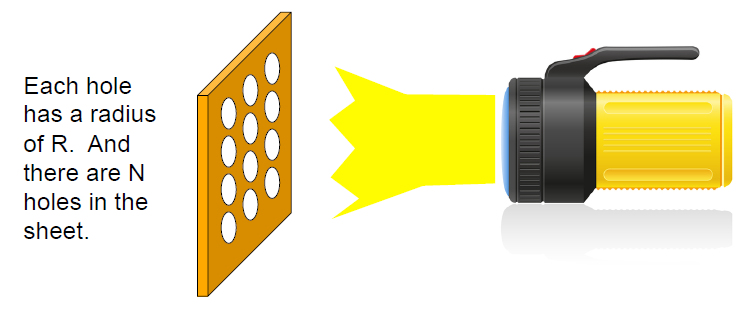 Each hole
has a radius
of R.  And
there are N
holes in the
sheet.